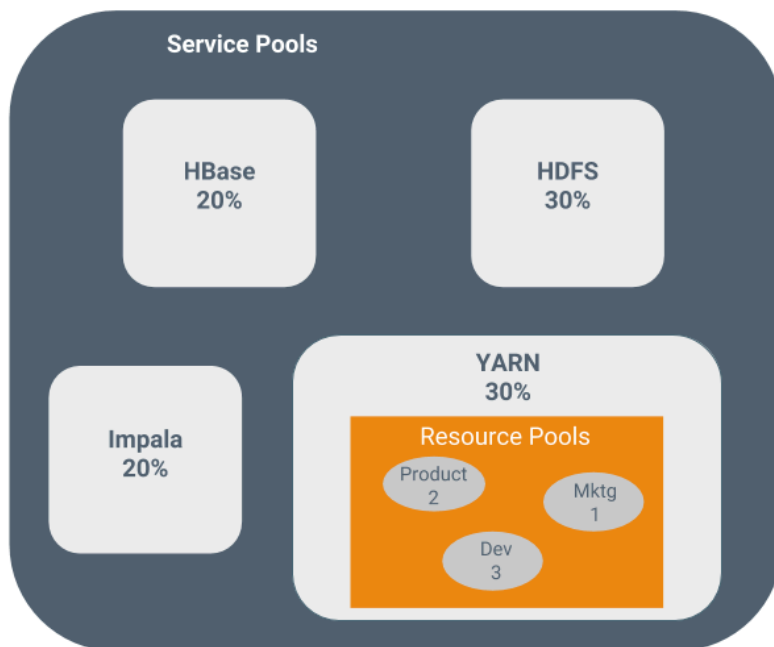 Service Pools
HBase
20%
HDFS
30%
Impala
20%
YARN
30%
Resource Pools
Product
2
Mktg
1
Dev
3